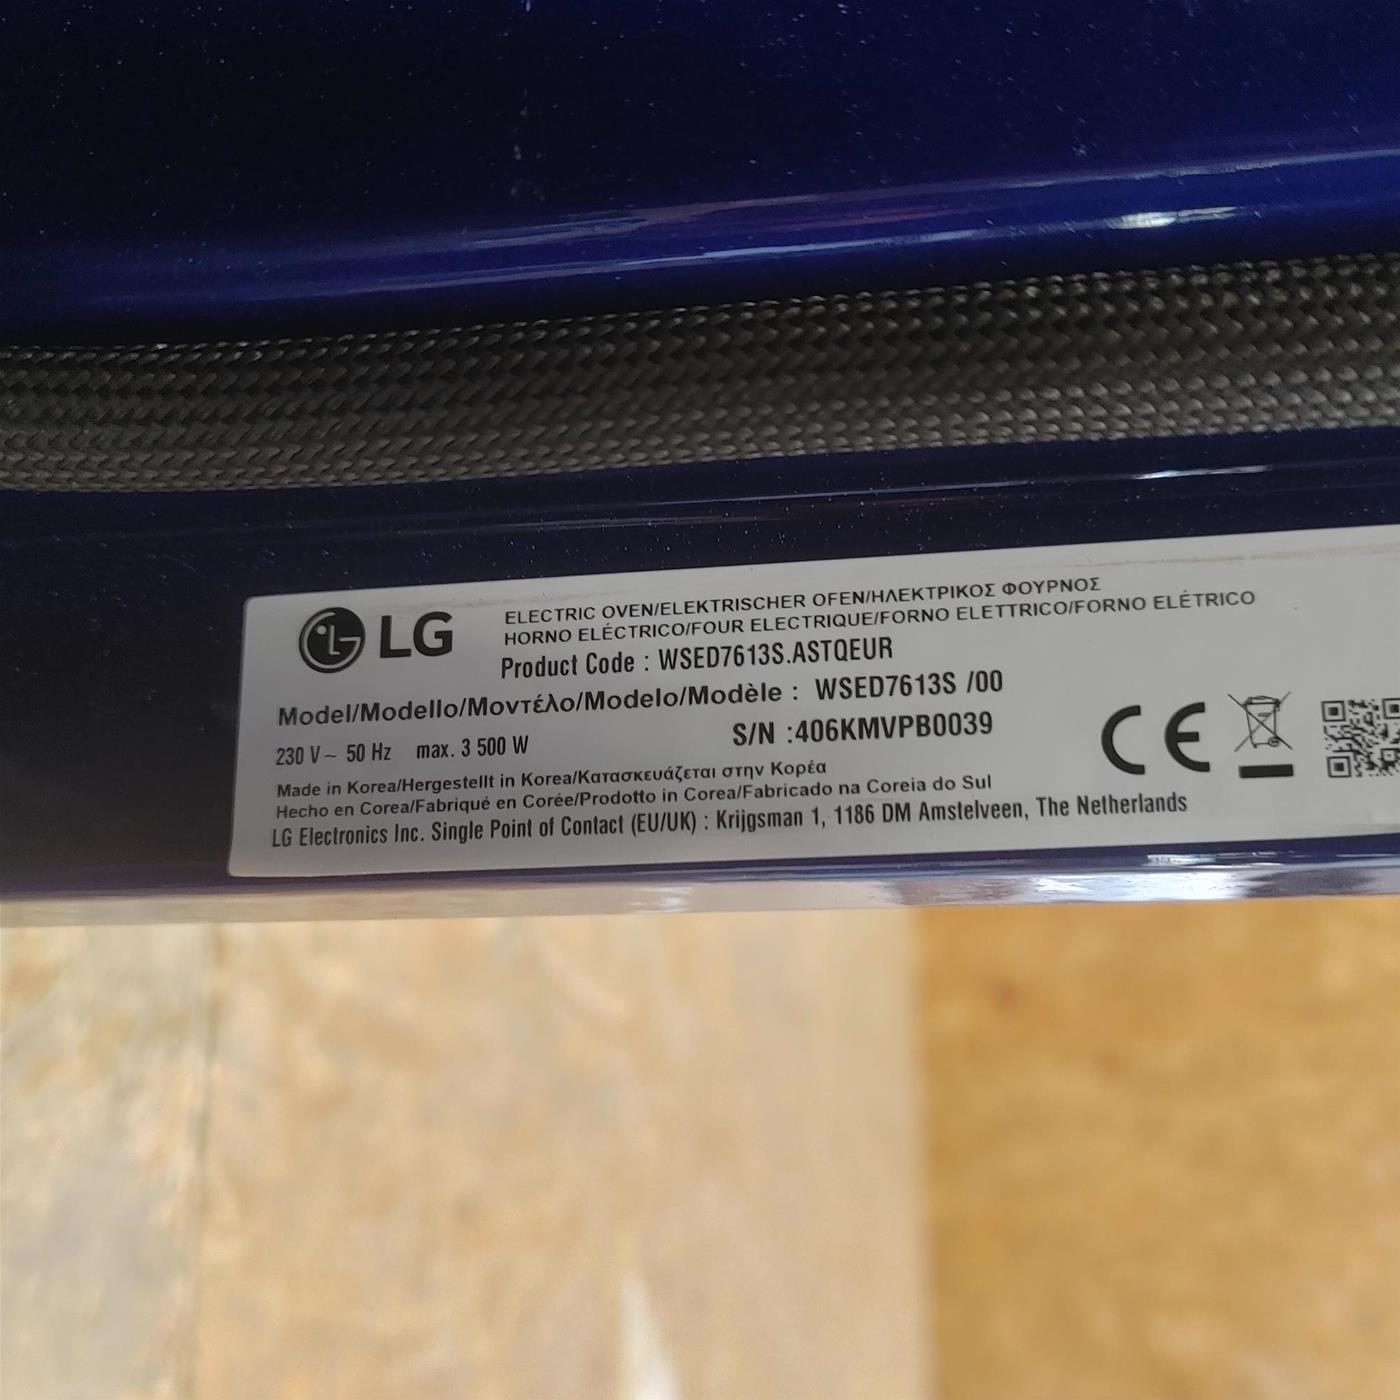 LG
ELECTRIC OVEN/ELEKTRISCHER OFEN/ΗΛΕΚΤΡΙΚΟΣ ΦΟΥΡΝΟΣ
HORNO ELÉCTRICO/FOUR ELECTRIQUE/FORNO ELETTRICO/FORNO ELÉTRICO
Product Code : WSED7613S.ASTQEUR
Model/Modello/Μοντέλο/Modelo/Modèle : WSED7613S /00
230 V ~ 50 Hz max. 3 500 W
S/N :406KMVPB0039
Made in Korea/Hergestellt in Korea/Κατασκευάζεται στην Κορέα
Hecho en Corea/Fabriqué en Corée/Prodotto in Corea/Fabricado na Coreia do Sul
LG Electronics Inc. Single Point of Contact (EU/UK) : Krijgsman 1, 1186 DM Amstelveen, The Netherlands
CE